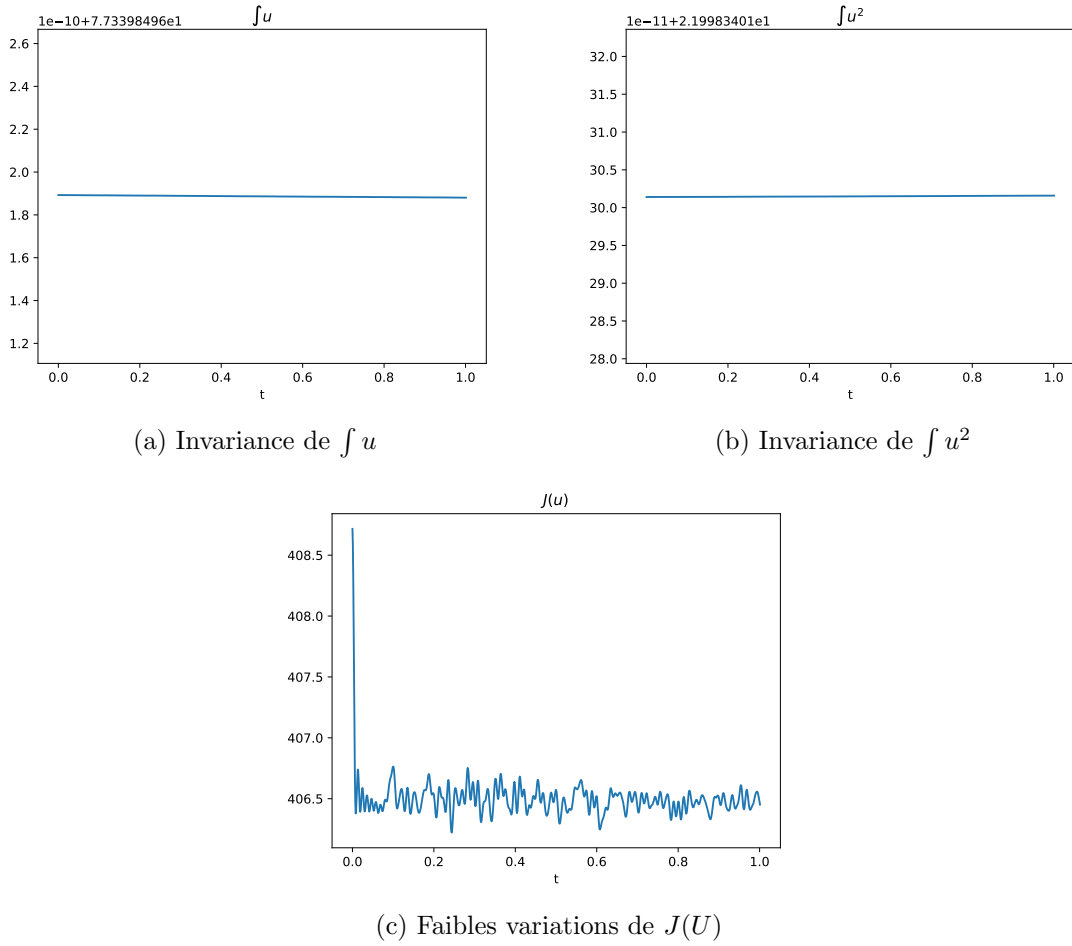 ∫u
1e−10+7.73398496e1
2.6
2.4
2.2
2.0
1.8
1.6
1.4
1.2
0.0 0.2 0.4 0.6 0.8 1.0
t
(a) Invariance de ∫ u
∫u²
1e−11+2.19983401e1
32.0
31.5
31.0
30.5
30.0
29.5
29.0
28.5
28.0
0.0 0.2 0.4 0.6 0.8 1.0
t
(b) Invariance de ∫ u²
J(u)
408.5
408.0
407.5
407.0
406.5
0.0 0.2 0.4 0.6 0.8 1.0
t
(c) Faibles variations de J(U)